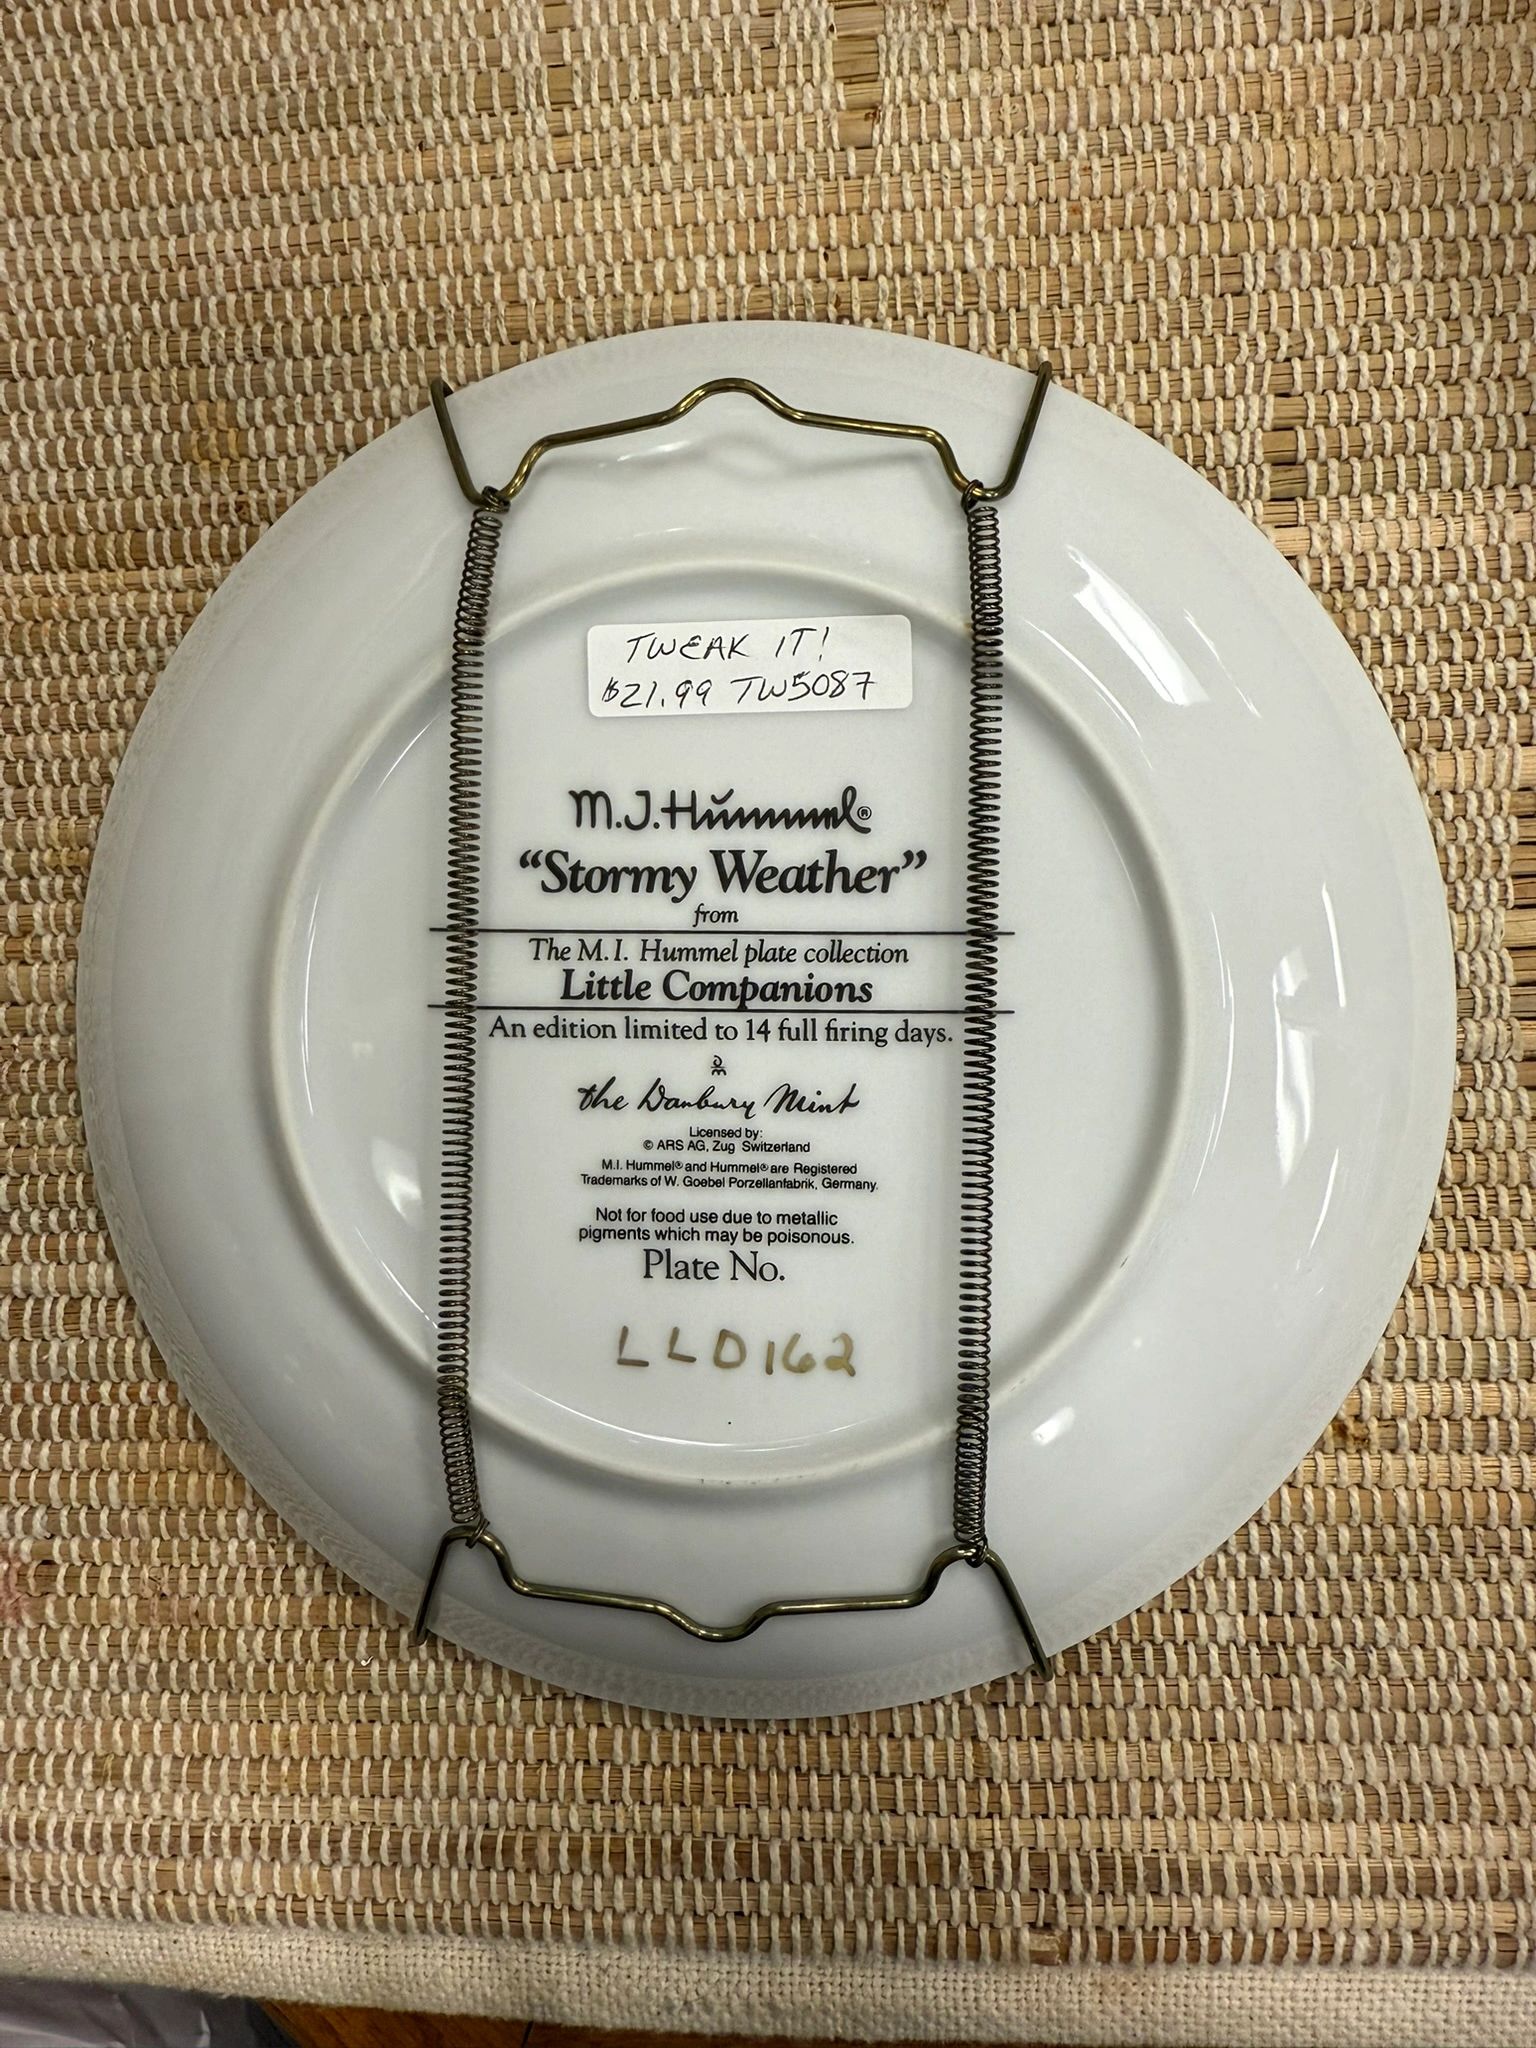 TWEAK IT!
$21.99 TW5087
M.J.Hummel®
“Stormy Weather”
from
The M.I. Hummel plate collection
Little Companions
An edition limited to 14 full firing days.
DM
the Danbury Mint
Licensed by:
© ARS AG, Zug Switzerland
M.I. Hummel® and Hummel® are Registered
Trademarks of W. Goebel Porzellanfabrik, Germany.
Not for food use due to metallic
pigments which may be poisonous.
Plate No.
LLD162